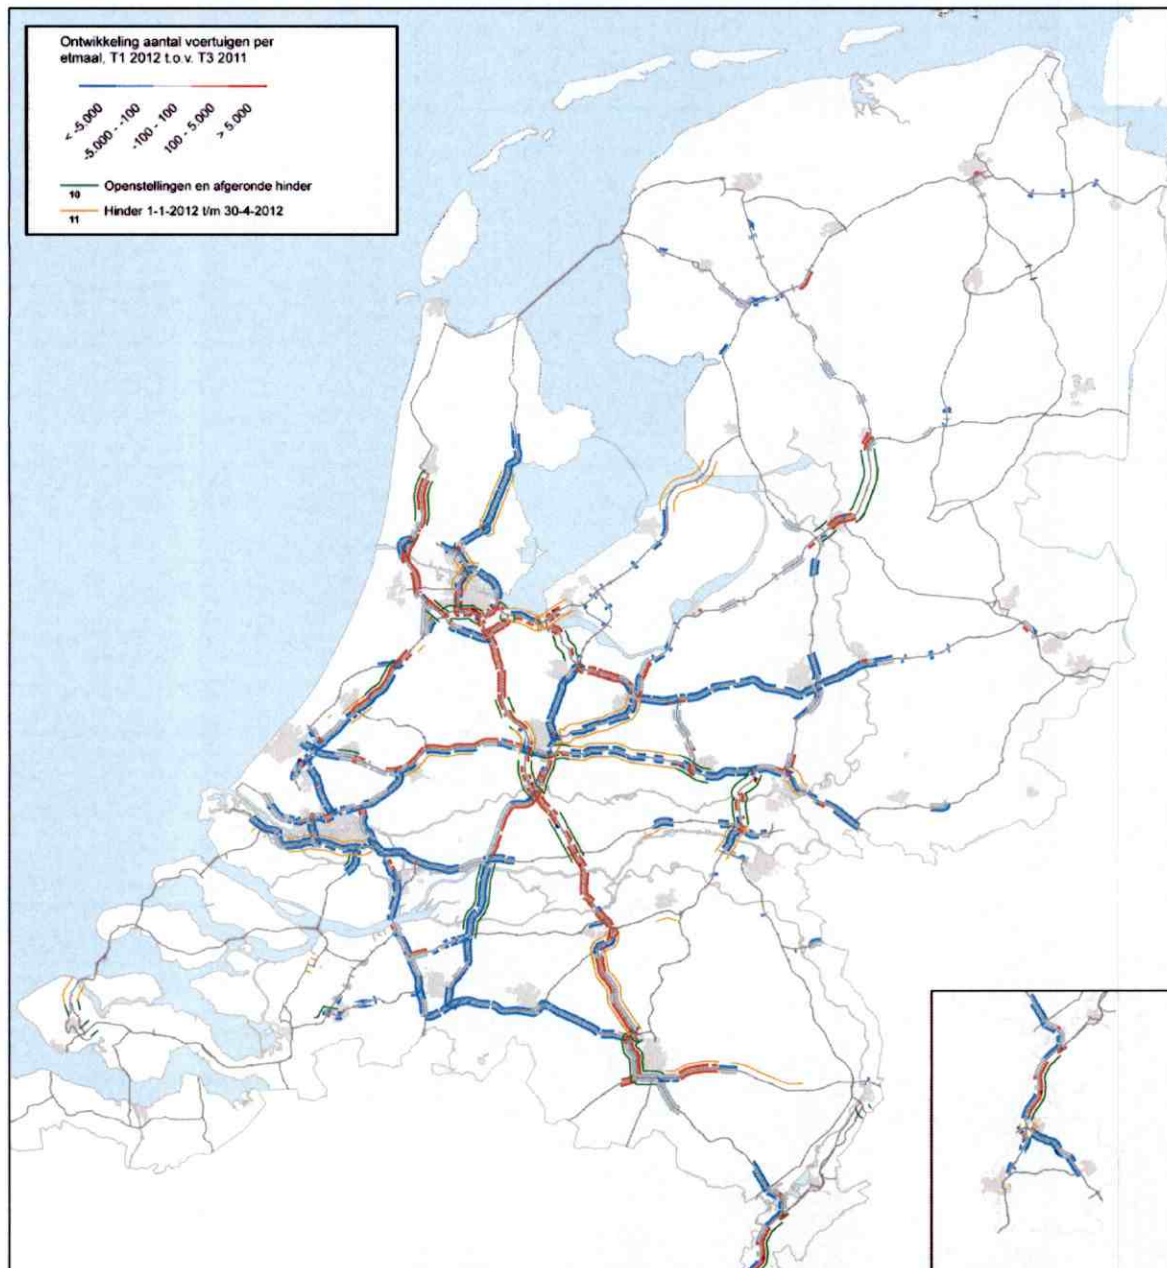 Ontwikkeling aantal voertuigen per
etmaal, T1 2012 t.o.v. T3 2011
< -5.000
-5.000 - -100
-100 - 100
100 - 5.000
> 5.000
10 Openstellingen en afgeronde hinder
11 Hinder 1-1-2012 t/m 30-4-2012